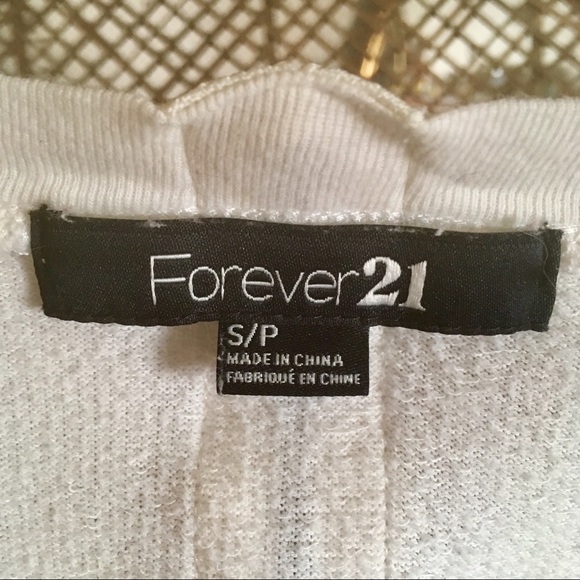 Forever21
S/P
MADE IN CHINA
FABRIQUÉ EN CHINE